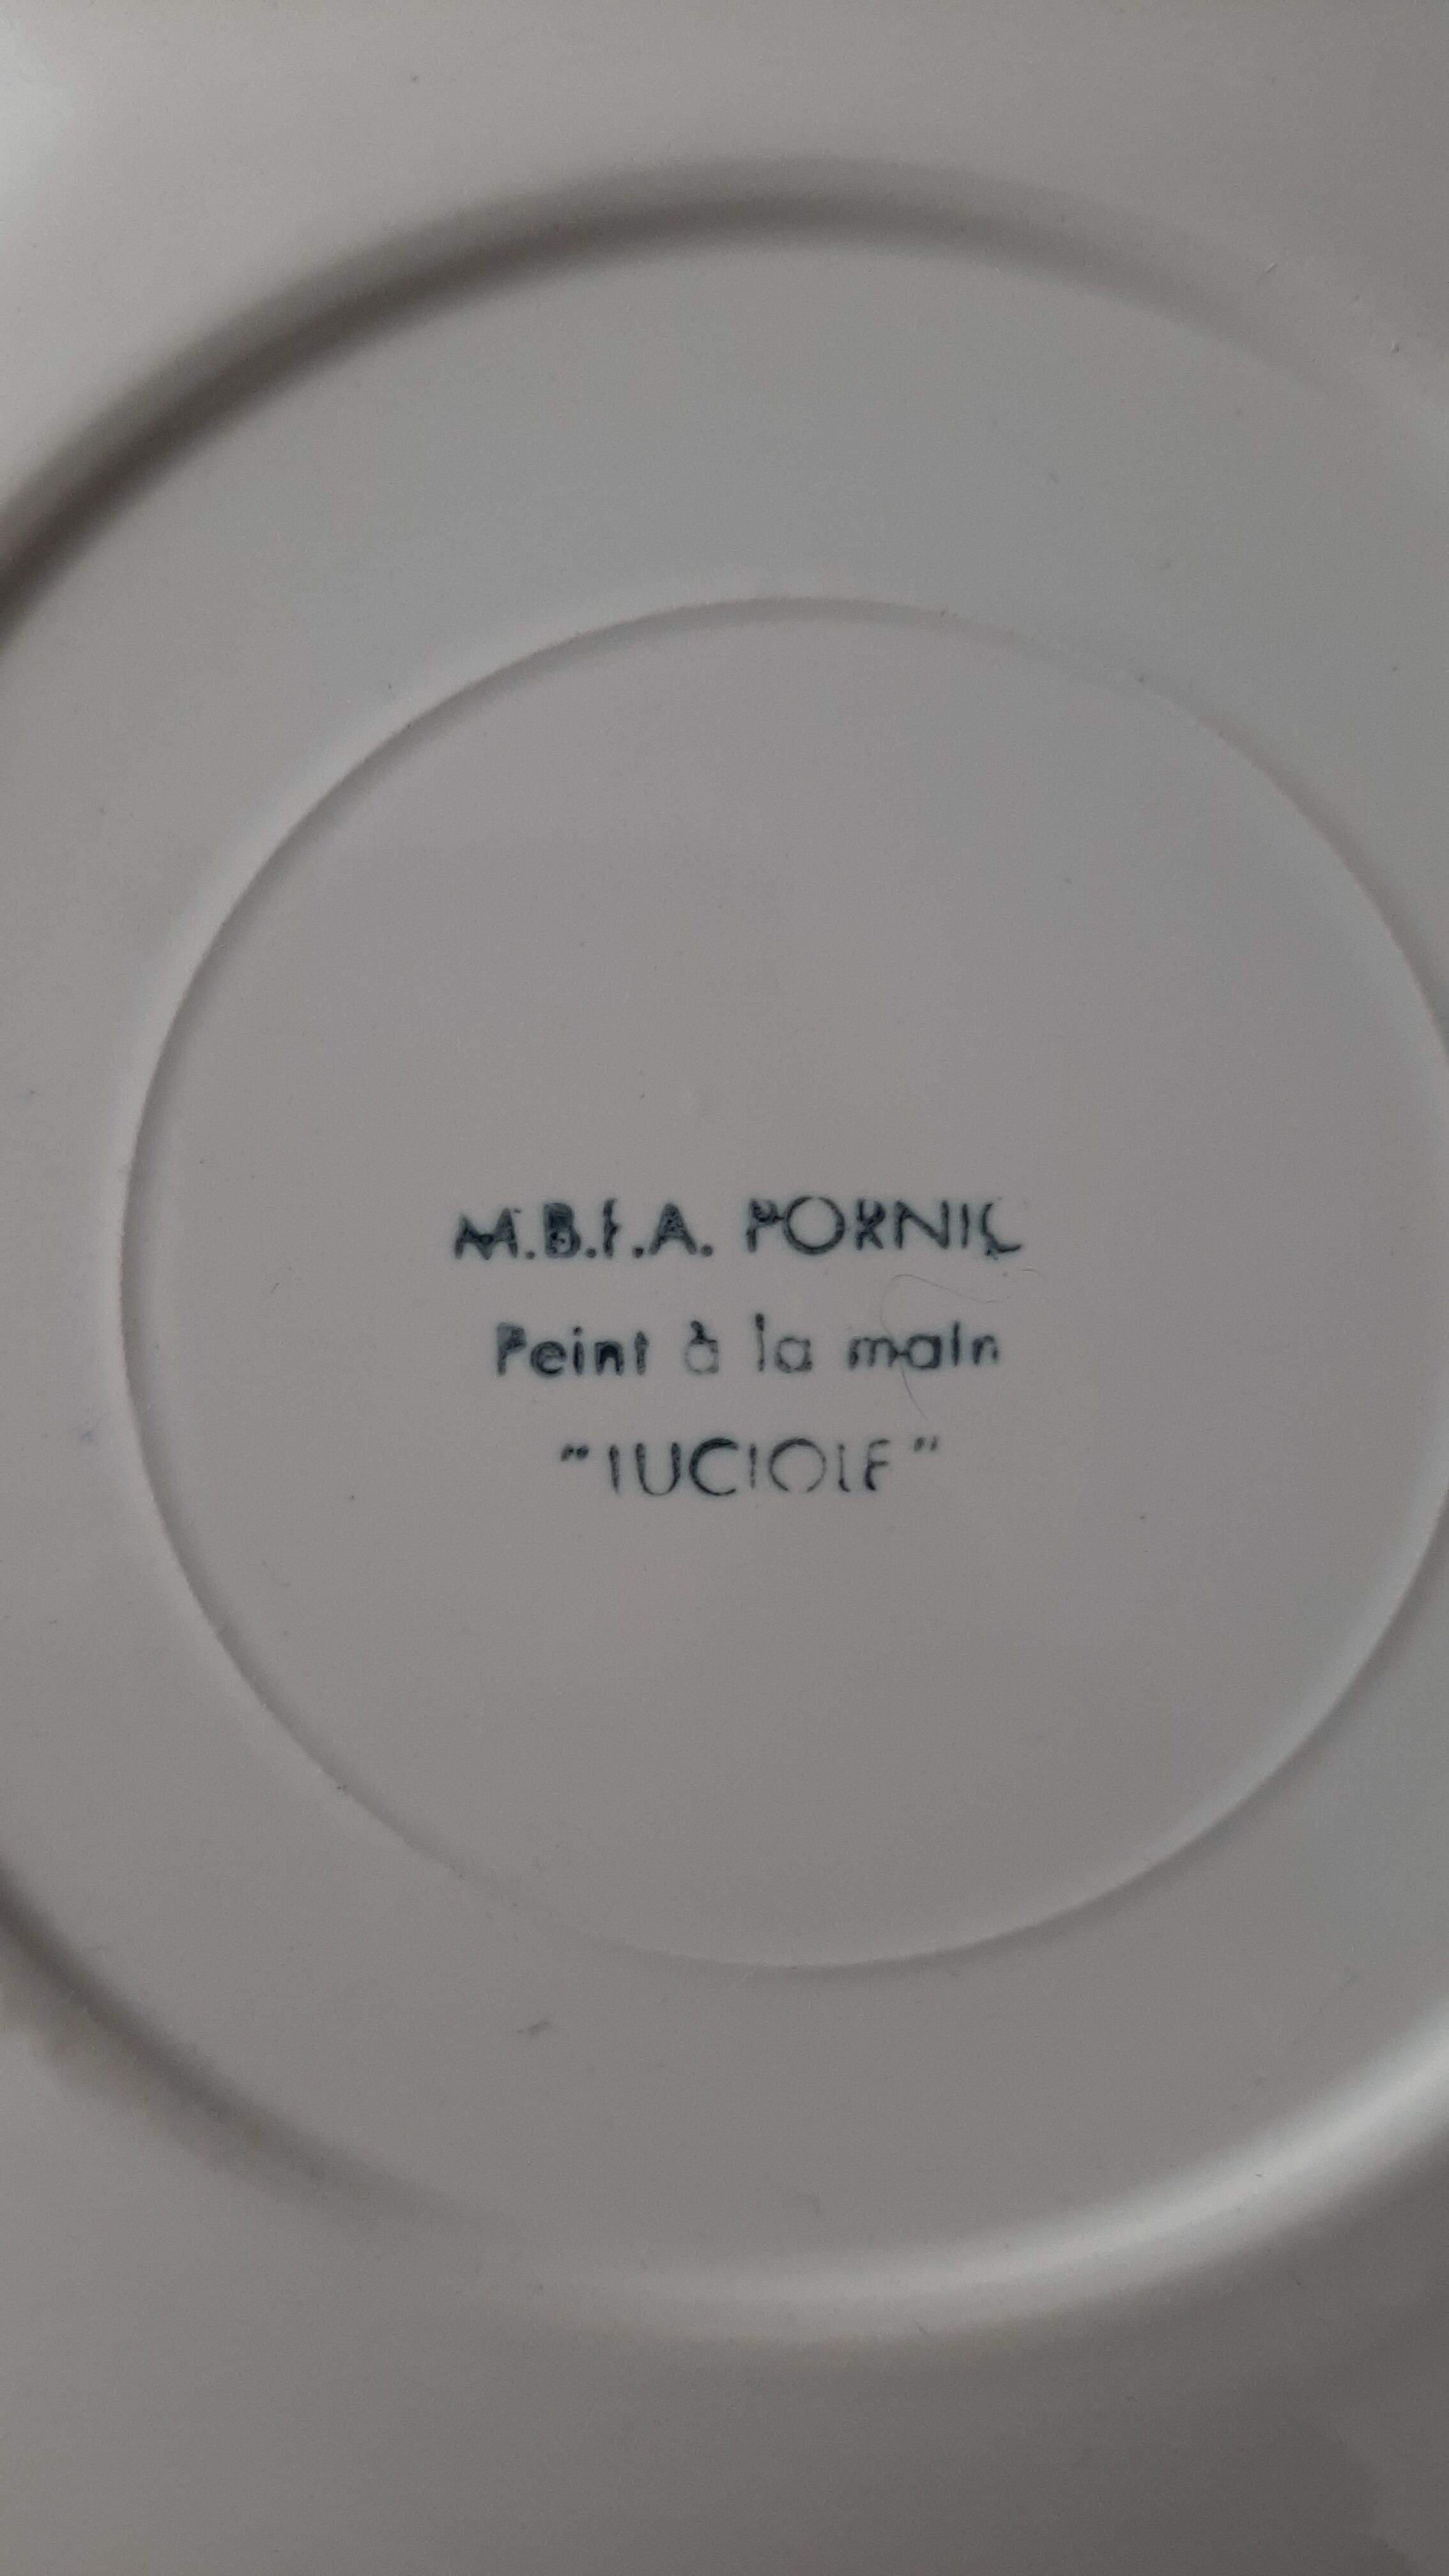 M.B.F.A. PORNIC
Peint à la main
"LUCIOLE"